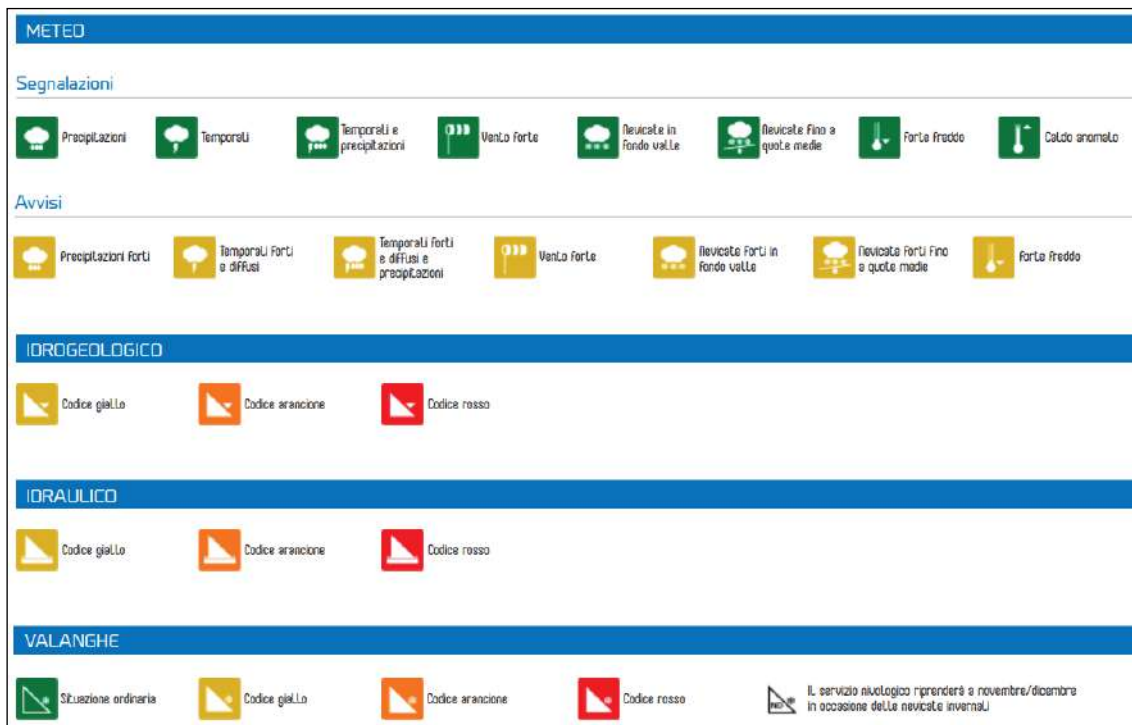 METEO
Segnalazioni
Precipitazioni
Temporali
Temporali e
precipitazioni
Vento forte
Nevicate in
fondo valle
Nevicate fino a
quote medie
Forte freddo
Caldo anomalo
Avvisi
Precipitazioni forti
Temporali forti
e diffusi
Temporali forti
e diffusi e
precipitazioni
Vento forte
Nevicate forti in
fondo valle
Nevicate forti fino
a quote medie
Forte freddo
IDROGEOLOGICO
Codice giallo
Codice arancione
Codice rosso
IDRAULICO
Codice giallo
Codice arancione
Codice rosso
VALANGHE
Situazione ordinaria
Codice giallo
Codice arancione
Codice rosso
NO
IL servizio nivologico riprenderà a novembre/dicembre
in occasione delle nevicate invernali